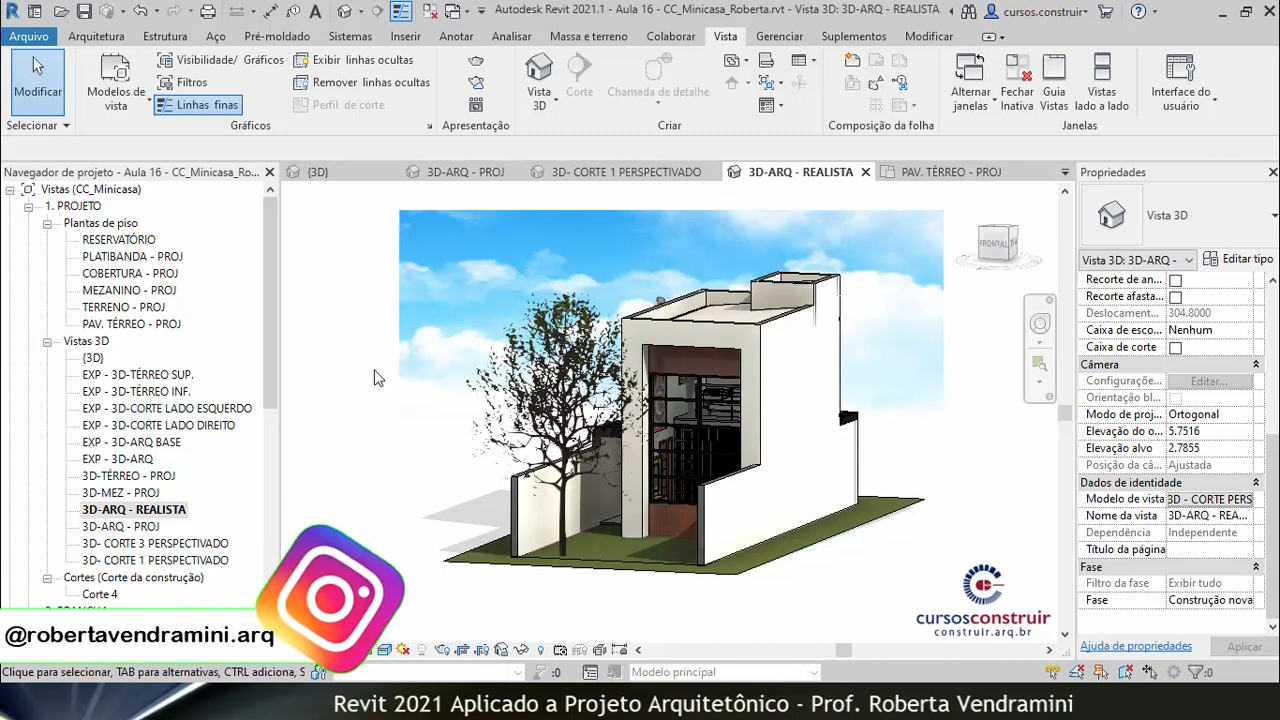 Autodesk Revit 2021.1 - Aula 16 - CC_Minicasa_Roberta.rvt - Vista 3D: 3D-ARQ - REALISTA
cursos.construir
Arquivo Arquitetura Estrutura Aço Pré-moldado Sistemas Inserir Anotar Analisar Massa e terreno Colaborar Vista Gerenciar Suplementos Modificar
Modificar
Selecionar
Modelos de vista
Visibilidade/ Gráficos
Filtros
Linhas finas
Exibir linhas ocultas
Remover linhas ocultas
Perfil de corte
Gráficos
Apresentação
Vista 3D
Corte
Chamada de detalhe
Criar
Composição da folha
Alternar janelas
Fechar Inativa
Guia Vistas
Vistas lado a lado
Janelas
Interface do usuário
Navegador de projeto - Aula 16 - CC_Minicasa_Ro...
{3D}
3D-ARQ - PROJ
3D- CORTE 1 PERSPECTIVADO
3D-ARQ - REALISTA
PAV. TÉRREO - PROJ
Propriedades
Vistas (CC_Minicasa)
1. PROJETO
Plantas de piso
RESERVATÓRIO
PLATIBANDA - PROJ
COBERTURA - PROJ
MEZANINO - PROJ
TERRENO - PROJ
PAV. TÉRREO - PROJ
Vistas 3D
{3D}
EXP - 3D-TÉRREO SUP.
EXP - 3D-TÉRREO INF.
EXP - 3D-CORTE LADO ESQUERDO
EXP - 3D-CORTE LADO DIREITO
EXP - 3D-ARQ BASE
EXP - 3D-ARQ
3D-TÉRREO - PROJ
3D-MEZ - PROJ
3D-ARQ - REALISTA
3D-ARQ - PROJ
3D- CORTE 3 PERSPECTIVADO
3D- CORTE 1 PERSPECTIVADO
Cortes (Corte da construção)
Corte 4
FRONTAL
Vista 3D
Vista 3D: 3D-ARQ - Editar tipo
Recorte de an...
Recorte afasta...
Deslocament... 304.8000
Caixa de esco... Nenhum
Caixa de corte
Câmera
Configuraçõe... Editar...
Orientação bl...
Modo de proj... Ortogonal
Elevação do o... 5.7516
Elevação alvo 2.7855
Posição da câ... Ajustada
Dados de identidade
Modelo de vista 3D - CORTE PERS
Nome da vista 3D-ARQ - REA...
Dependência Independente
Título da página
Fase
Filtro da fase Exibir tudo
Fase Construção nova
Ajuda de propriedades Aplicar
cursosconstruir
construir.arq.br
@robertavendramini.arq
Clique para selecionar, TAB para alternativas, CTRL adiciona, S
:0
Modelo principal
:0
Revit 2021 Aplicado a Projeto Arquitetônico - Prof. Roberta Vendramini